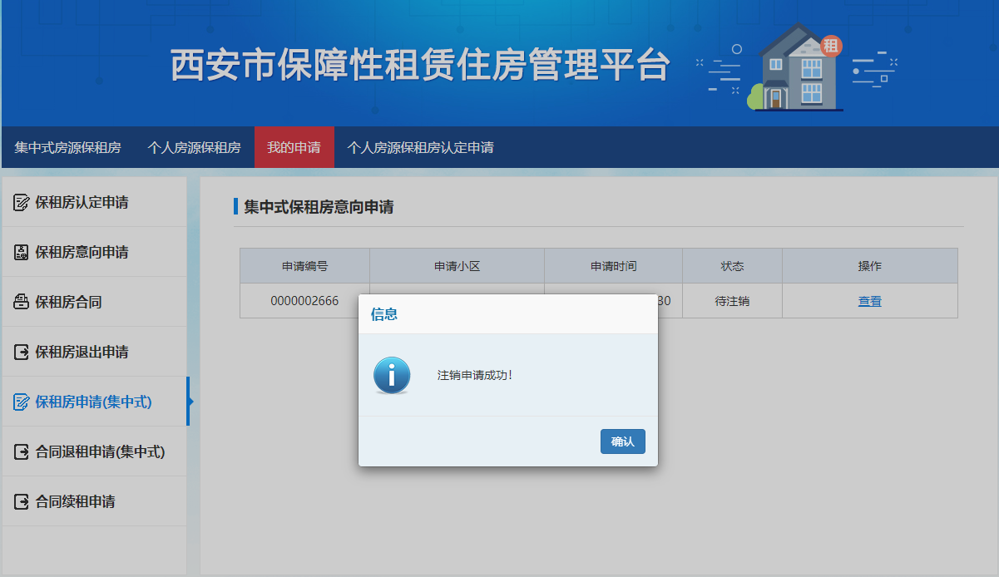 西安市保障性租赁住房管理平台
租
集中式房源保租房 个人房源保租房 我的申请 个人房源保租房认定申请
保租房认定申请
保租房意向申请
保租房合同
保租房退出申请
保租房申请(集中式)
合同退租申请(集中式)
合同续租申请
集中式保租房意向申请
申请编号 申请小区 申请时间 状态 操作
0000002666 30 待注销 查看
信息
注销申请成功!
确认